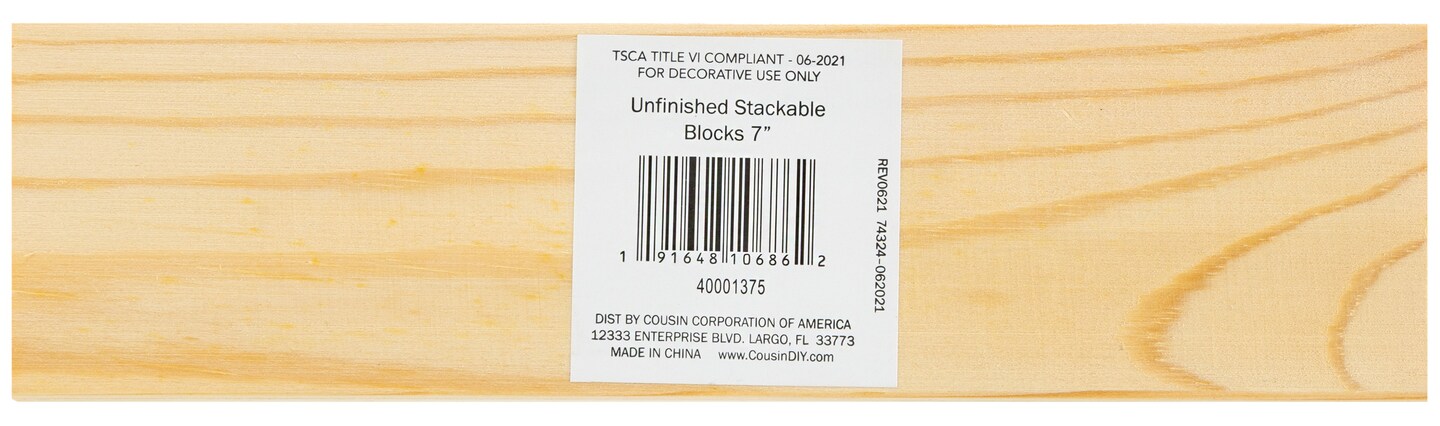 TSCA TITLE VI COMPLIANT - 06-2021
FOR DECORATIVE USE ONLY
Unfinished Stackable
Blocks 7”
1 91648 10686 2
40001375
DIST BY COUSIN CORPORATION OF AMERICA
12333 ENTERPRISE BLVD. LARGO, FL 33773
MADE IN CHINA www.CousinDIY.com
REV0621 74324-062021